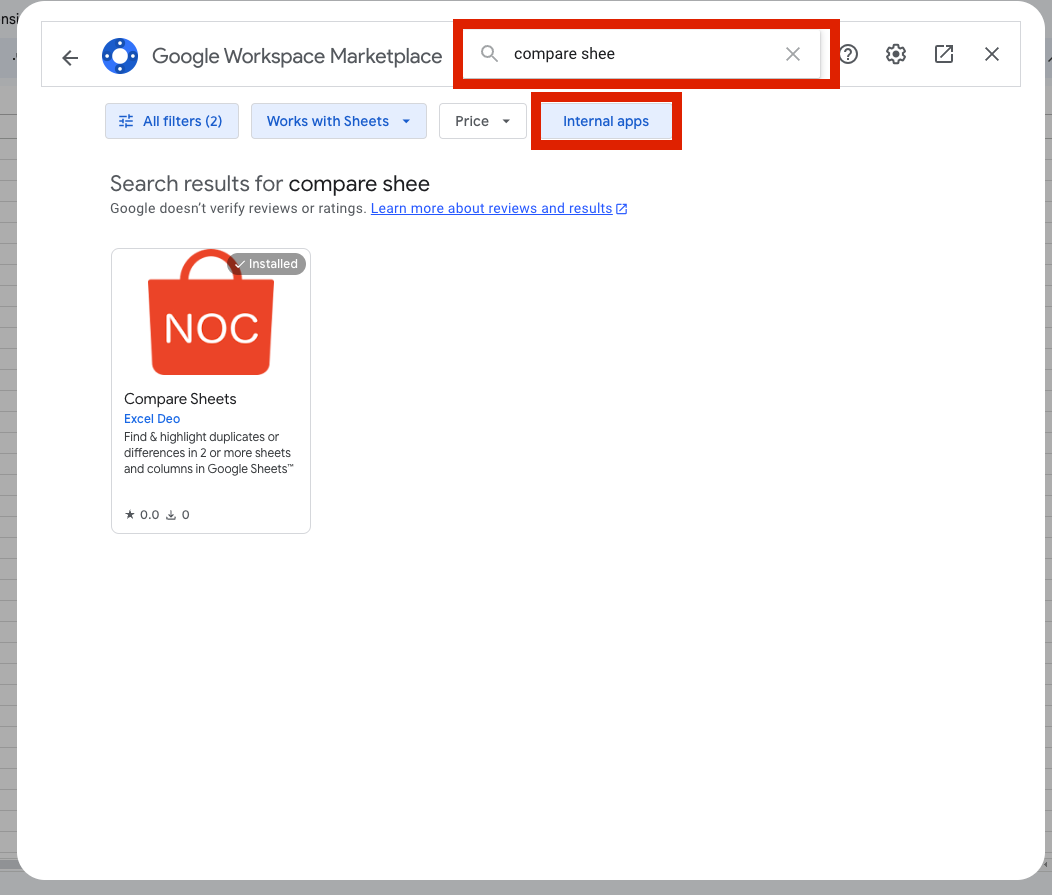 nsi
Google Workspace Marketplace
compare shee
All filters (2)
Works with Sheets
Price
Internal apps
Search results for compare shee
Google doesn't verify reviews or ratings. Learn more about reviews and results
Installed
NOC
Compare Sheets
Excel Deo
Find & highlight duplicates or
differences in 2 or more sheets
and columns in Google Sheets™
★ 0.0 0